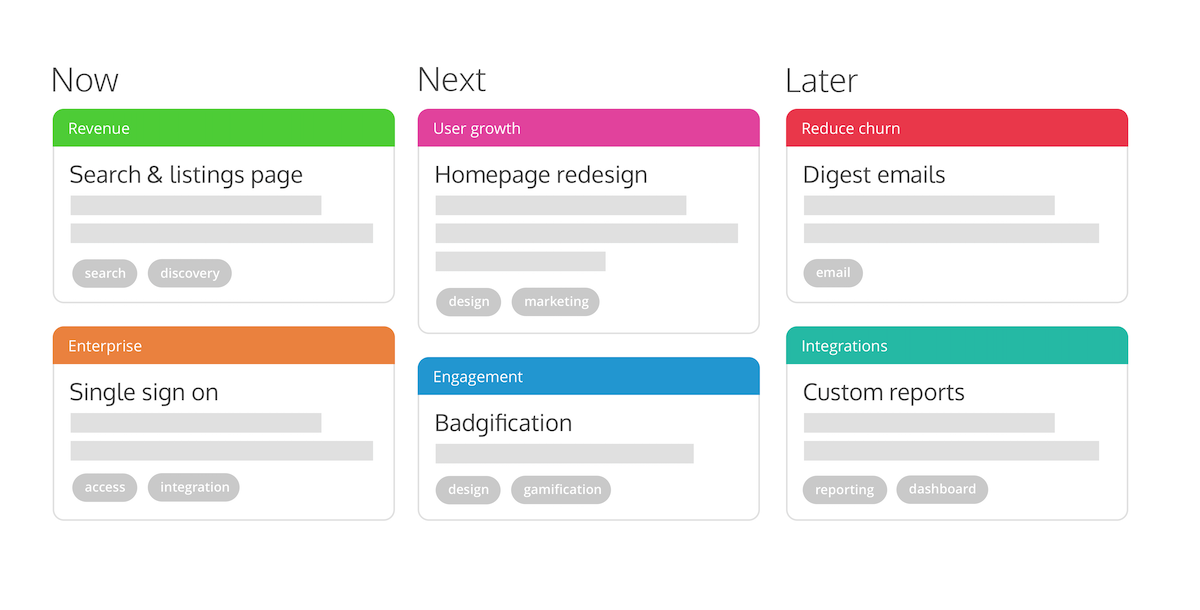 Now
Revenue
Search & listings page
search discovery
Enterprise
Single sign on
access integration
Next
User growth
Homepage redesign
design marketing
Engagement
Badgification
design gamification
Later
Reduce churn
Digest emails
email
Integrations
Custom reports
reporting dashboard